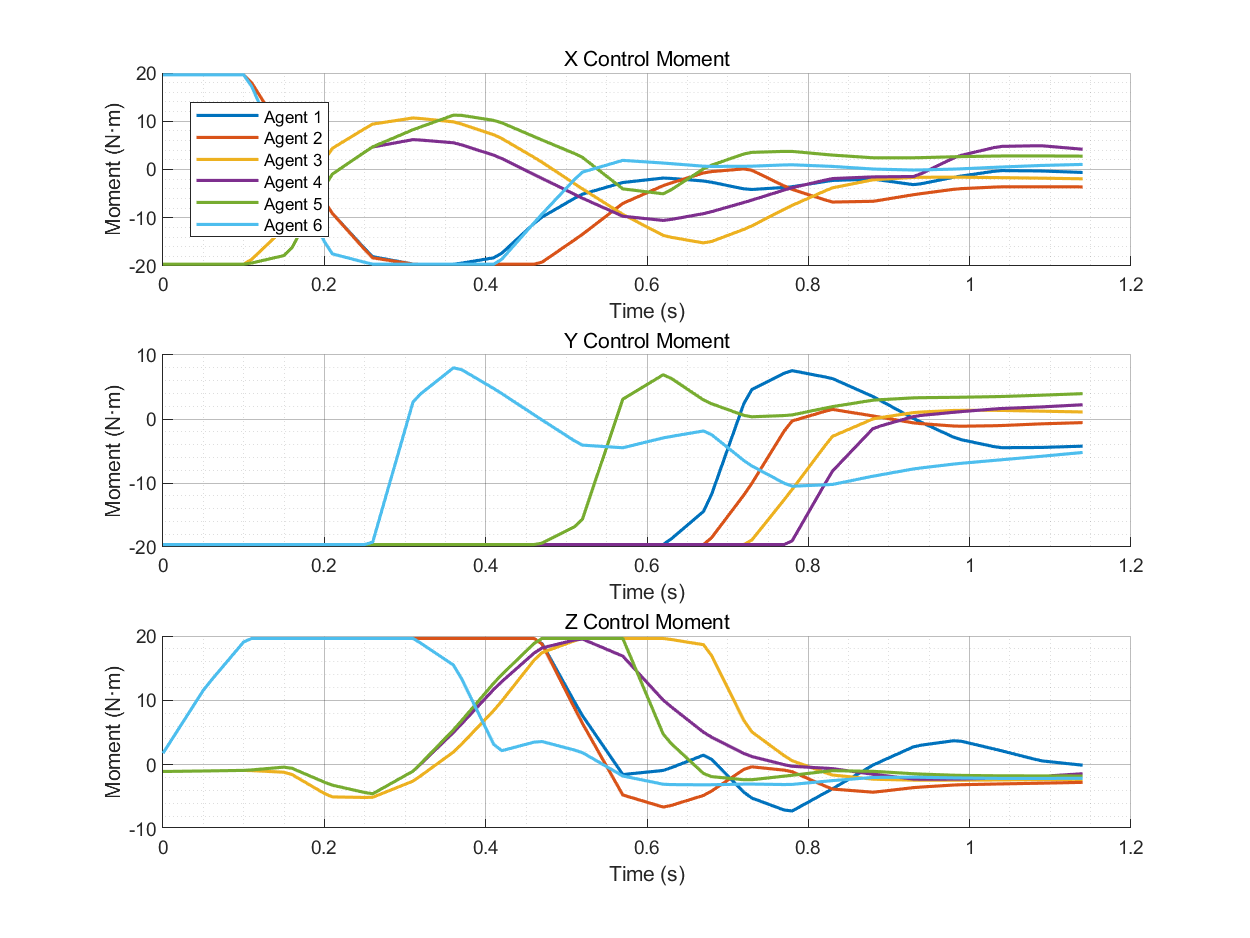 X Control Moment
Moment (N·m)
20
10
0
-10
-20
Agent 1
Agent 2
Agent 3
Agent 4
Agent 5
Agent 6
0 0.2 0.4 0.6 0.8 1 1.2
Time (s)
Y Control Moment
Moment (N·m)
10
0
-10
-20
0 0.2 0.4 0.6 0.8 1 1.2
Time (s)
Z Control Moment
Moment (N·m)
20
10
0
-10
0 0.2 0.4 0.6 0.8 1 1.2
Time (s)